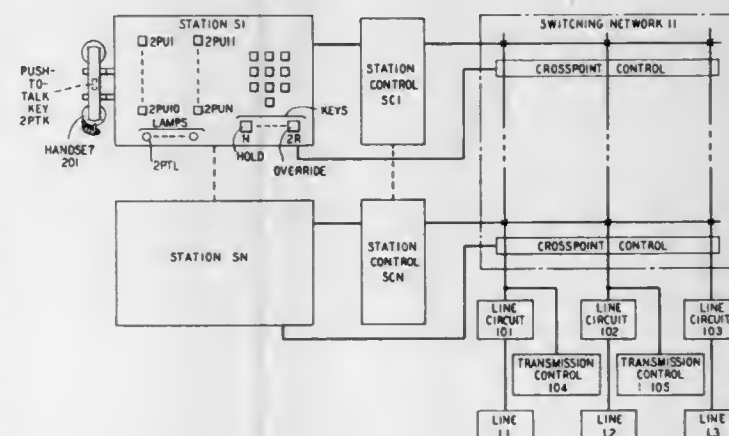 STATION S1
SWITCHING NETWORK 11
2PU1
2PU11
PUSH-
TO-
TALK
KEY
2PTK
STATION
CONTROL
SC1
CROSSPOINT CONTROL
2PU10
2PUN
KEYS
LAMPS
HANDSET
201
2PTL
H
2R
HOLD
OVERRIDE
STATION SN
STATION
CONTROL
SCN
CROSSPOINT CONTROL
LINE
CIRCUIT
101
LINE
CIRCUIT
102
LINE
CIRCUIT
103
TRANSMISSION
CONTROL
104
TRANSMISSION
CONTROL
105
LINE
L1
LINE
L2
LINE
L3